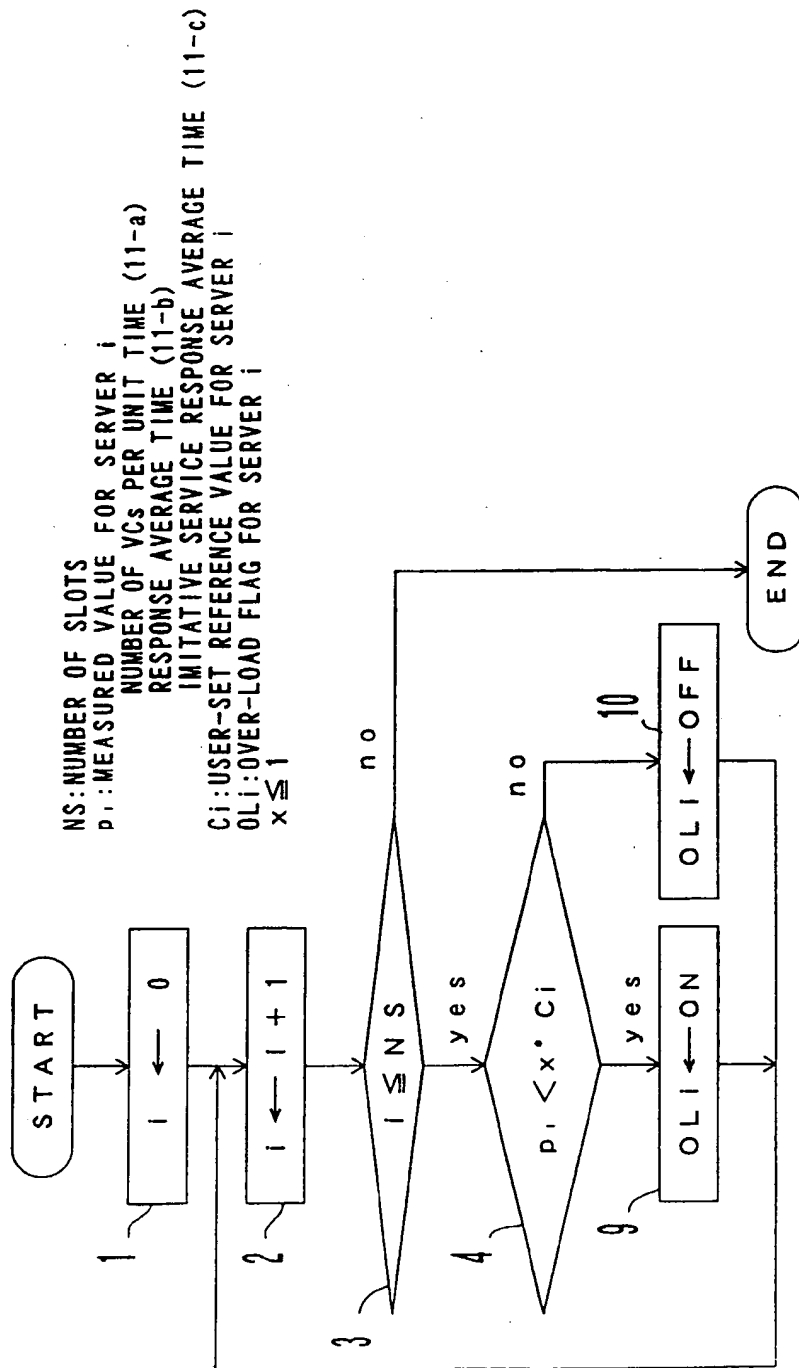 NS:NUMBER OF SLOTS
pi:MEASURED VALUE FOR SERVER i
NUMBER OF VCs PER UNIT TIME (11-a)
RESPONSE AVERAGE TIME (11-b)
IMITATIVE SERVICE RESPONSE AVERAGE TIME (11-c)
Ci:USER-SET REFERENCE VALUE FOR SERVER i
OLi:OVER-LOAD FLAG FOR SERVER i
x ≦ 1
START
1
i ← 0
2
i ← i + 1
3
i ≦ NS
no
yes
4
pi < x * Ci
no
yes
9
OLi ← ON
10
OLi ← OFF
END